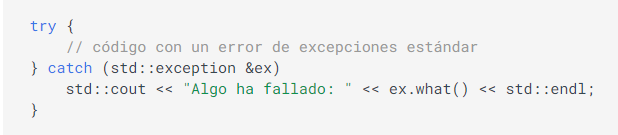 try {
    // código con un error de excepciones estándar
} catch (std::exception &ex)
    std::cout << "Algo ha fallado: " << ex.what() << std::endl;
}